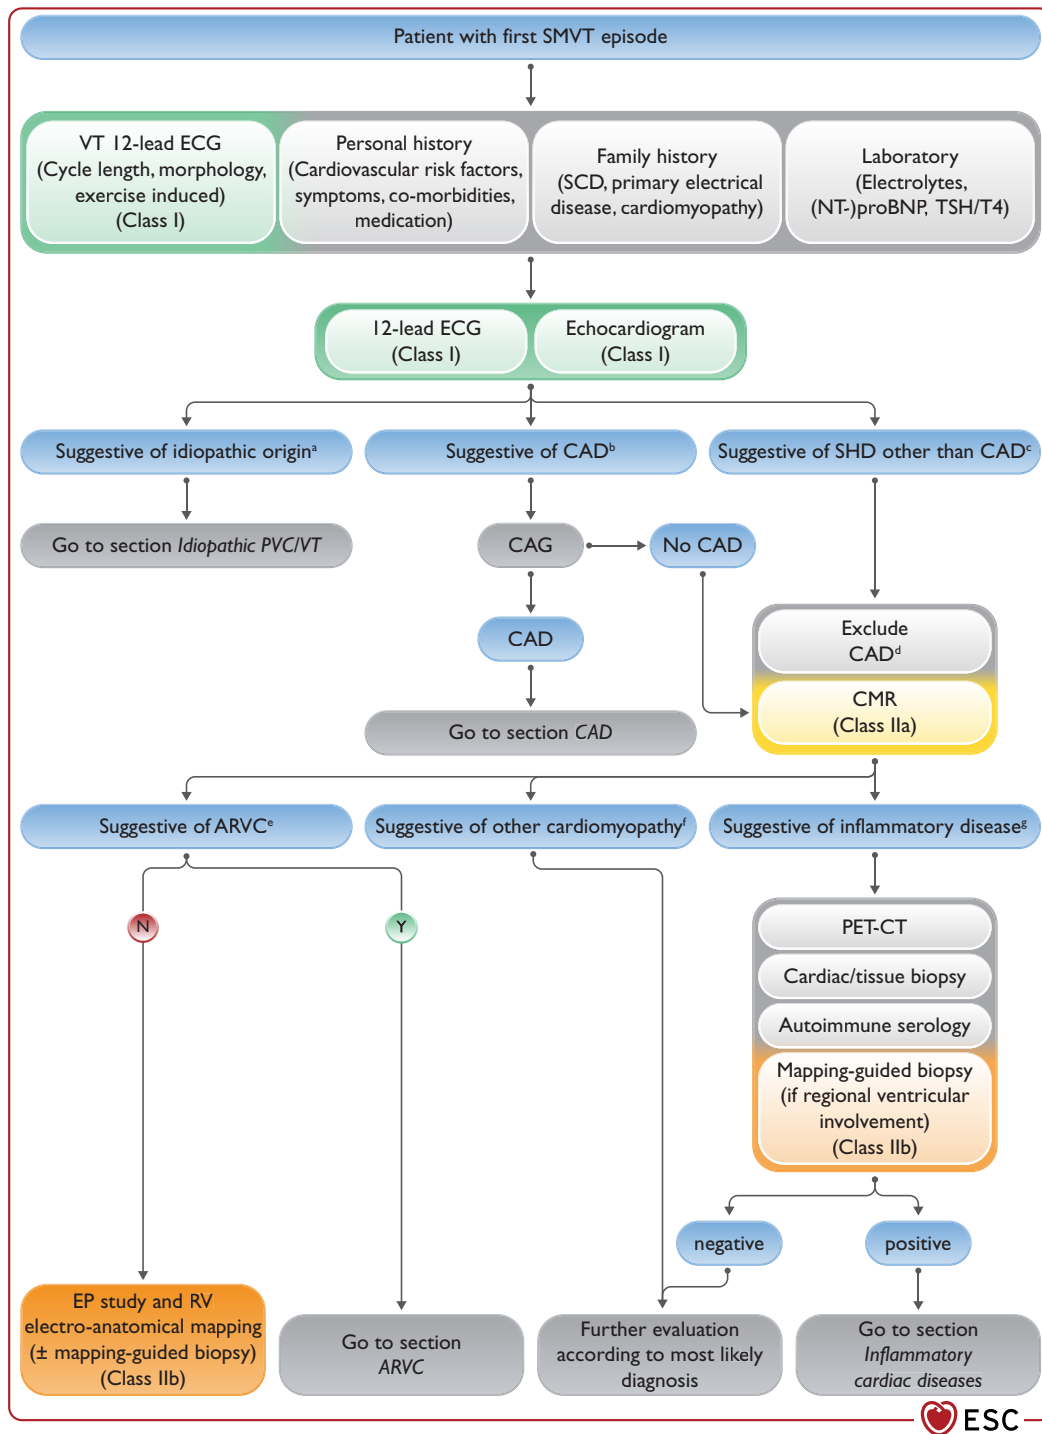 Patient with first SMVT episode
VT 12-lead ECG
(Cycle length, morphology,
exercise induced)
(Class I)
Personal history
(Cardiovascular risk factors,
symptoms, co-morbidities,
medication)
Family history
(SCD, primary electrical
disease, cardiomyopathy)
Laboratory
(Electrolytes,
(NT-)proBNP, TSH/T4)
12-lead ECG
(Class I)
Echocardiogram
(Class I)
Suggestive of idiopathic originᵃ
Suggestive of CADᵇ
Suggestive of SHD other than CADᶜ
Go to section Idiopathic PVC/VT
CAG
No CAD
CAD
Exclude
CADᵈ
CMR
(Class IIa)
Go to section CAD
Suggestive of ARVCᵉ
Suggestive of other cardiomyopathyᶠ
Suggestive of inflammatory diseaseᵍ
N
Y
PET-CT
Cardiac/tissue biopsy
Autoimmune serology
Mapping-guided biopsy
(if regional ventricular
involvement)
(Class IIb)
negative
positive
EP study and RV
electro-anatomical mapping
(± mapping-guided biopsy)
(Class IIb)
Go to section
ARVC
Further evaluation
according to most likely
diagnosis
Go to section
Inflammatory
cardiac diseases
ESC